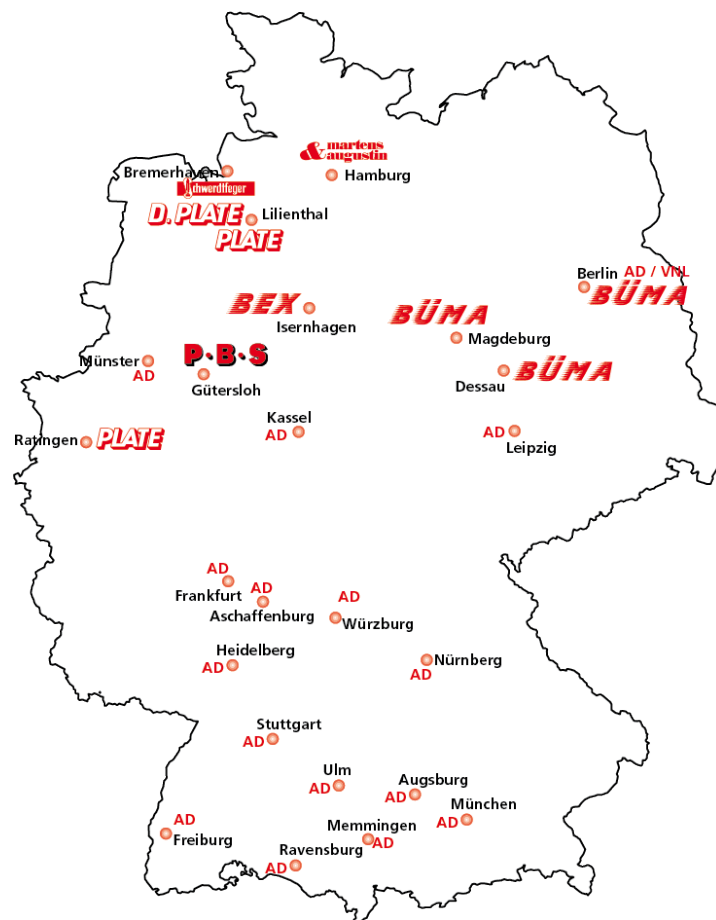 martens
& augustin
Bremerhaven
Hamburg
Schwerdtfeger
D. PLATE
Lilienthal
PLATE
Berlin
AD / VNL
BÜMA
BEX
Isernhagen
BÜMA
Magdeburg
Münster
AD
P·B·S
Gütersloh
Dessau
BÜMA
Kassel
AD
Ratingen
PLATE
AD
Leipzig
AD
Frankfurt
AD
Aschaffenburg
AD
Würzburg
Heidelberg
AD
Nürnberg
AD
Stuttgart
AD
Ulm
AD
Augsburg
AD
München
AD
AD
Freiburg
Memmingen
AD
Ravensburg
AD